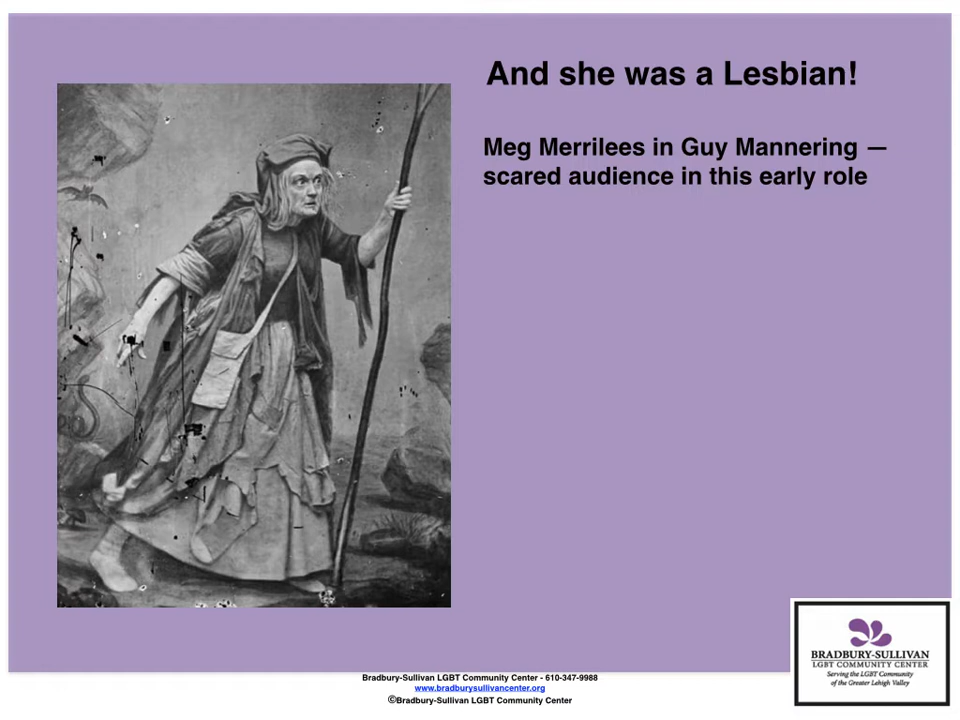 And she was a Lesbian!
Meg Merrilees in Guy Mannering —
scared audience in this early role
BRADBURY-SULLIVAN
LGBT COMMUNITY CENTER
Serving the LGBT Community
of the Greater Lehigh Valley
Bradbury-Sullivan LGBT Community Center - 610-347-9988
www.bradburysullivancenter.org
©Bradbury-Sullivan LGBT Community Center